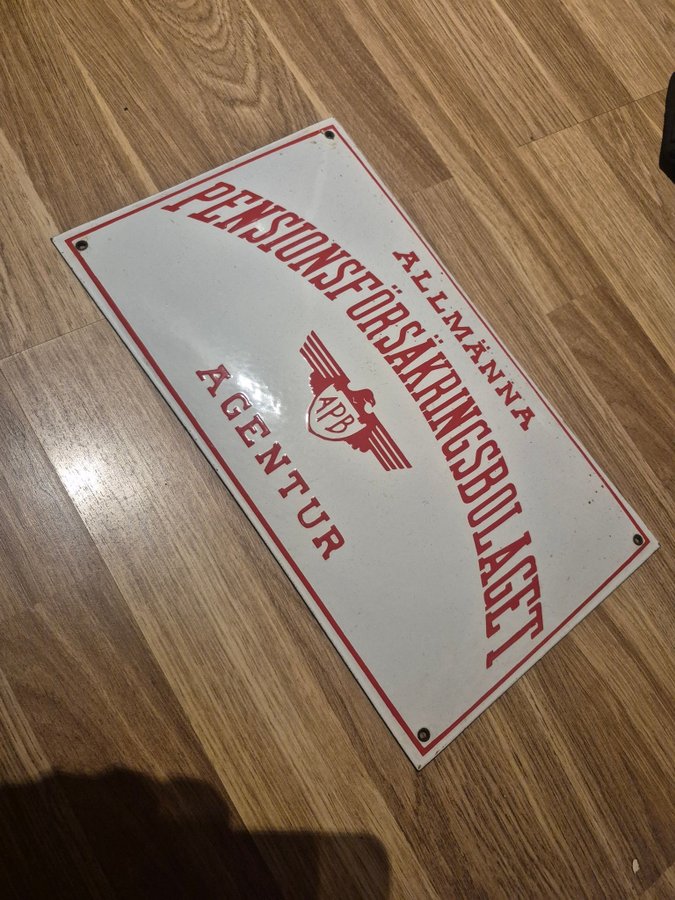 ALLMÄNNA
PENSIONSFÖRSÄKRINGSBOLAGET
APB
AGENTUR